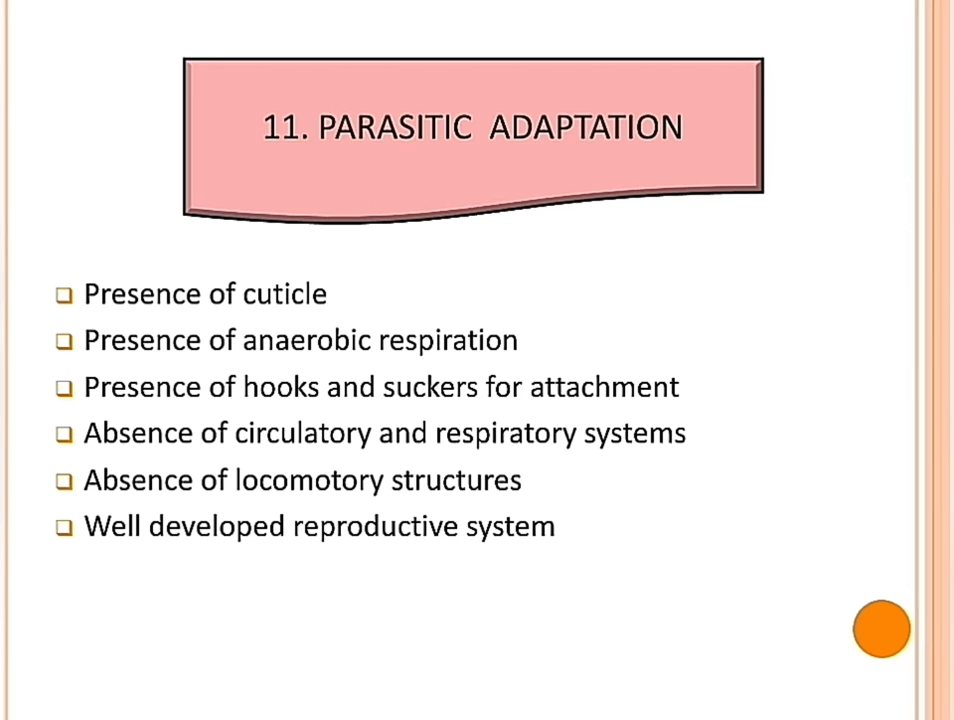 11. PARASITIC ADAPTATION
Presence of cuticle
Presence of anaerobic respiration
Presence of hooks and suckers for attachment
Absence of circulatory and respiratory systems
Absence of locomotory structures
Well developed reproductive system